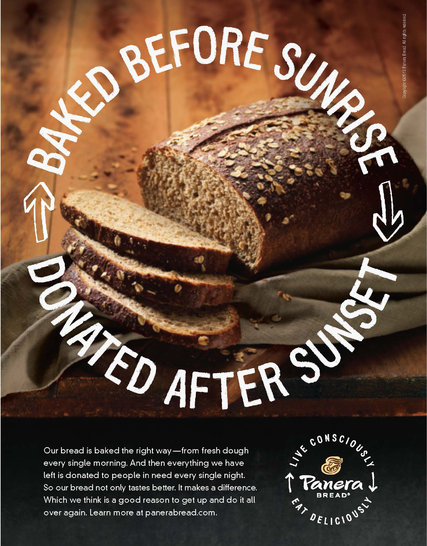 BAKED BEFORE SUNRISE
DONATED AFTER SUNSET
Our bread is baked the right way—from fresh dough
every single morning. And then everything we have
left is donated to people in need every single night.
So our bread not only tastes better. It makes a difference.
Which we think is a good reason to get up and do it all
over again. Learn more at panerabread.com.
LIVE CONSCIOUSLY
Panera
BREAD®
EAT DELICIOUSLY